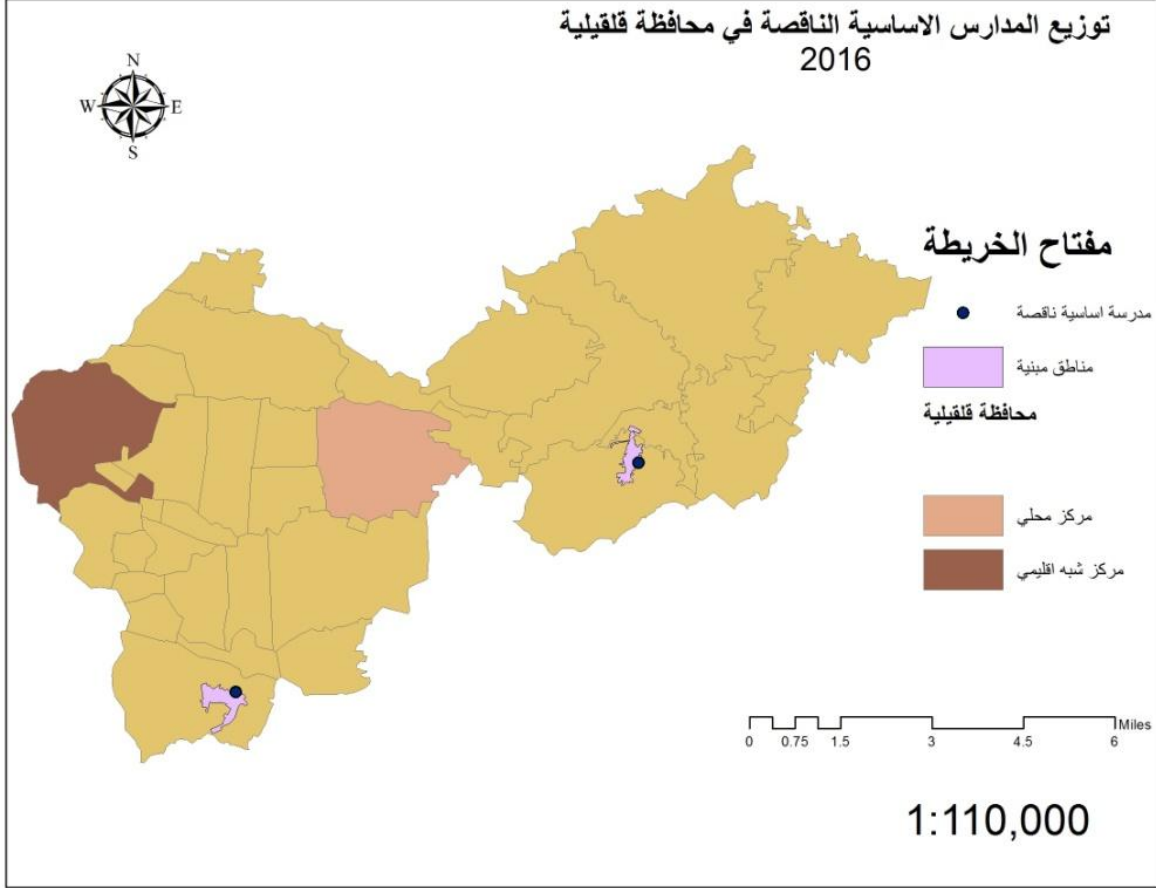 توزيع المدارس الاساسية الناقصة في محافظة قلقيلية
2016
N
W E
S
مفتاح الخريطة
مدرسة اساسية ناقصة
مناطق مبنية
محافظة قلقيلية
مركز محلي
مركز شبه اقليمي
Miles
0 0.75 1.5 3 4.5 6
1:110,000